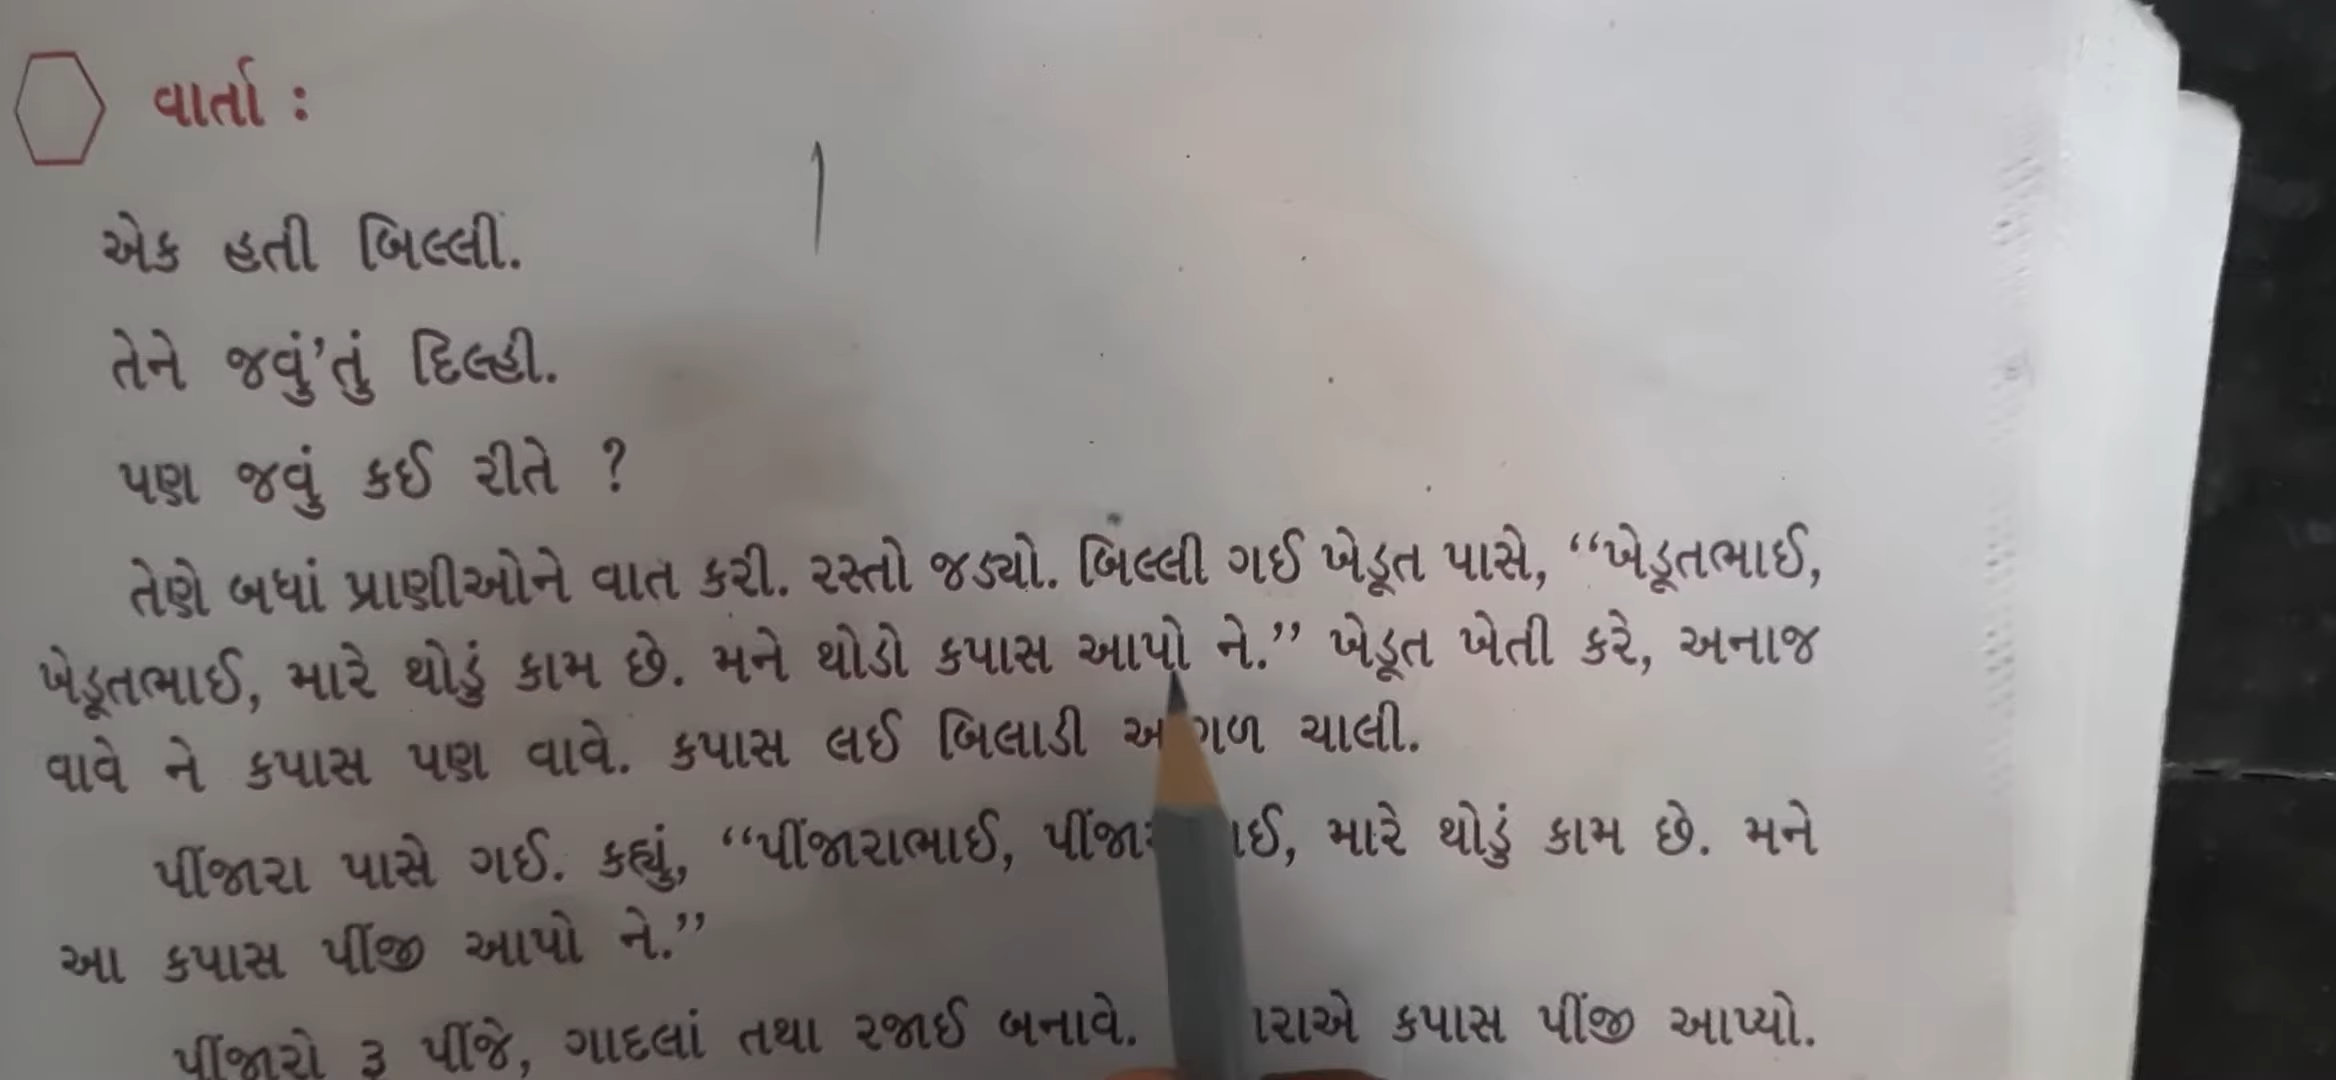 વાર્તા :
એક હતી બિલ્લી.
તેને જવું'તું દિલ્હી.
પણ જવું કઈ રીતે ?
તેણે બધાં પ્રાણીઓને વાત કરી. રસ્તો જડ્યો. બિલ્લી ગઈ ખેડૂત પાસે, “ખેડૂતભાઈ,
ખેડૂતભાઈ, મારે થોડું કામ છે. મને થોડો કપાસ આપો ને.” ખેડૂત ખેતી કરે, અનાજ
વાવે ને કપાસ પણ વાવે. કપાસ લઈ બિલાડી ચાલી.
પીંજારા પાસે ગઈ. કહ્યું, “પીંજારાભાઈ, મારે થોડું કામ છે. મને
આ કપાસ પીંજી આપો ને.”
પીંજારો રૂ પીંજે, ગાદલાં તથા રજાઈ બનાવે. કપાસ પીંજી આપ્યો.